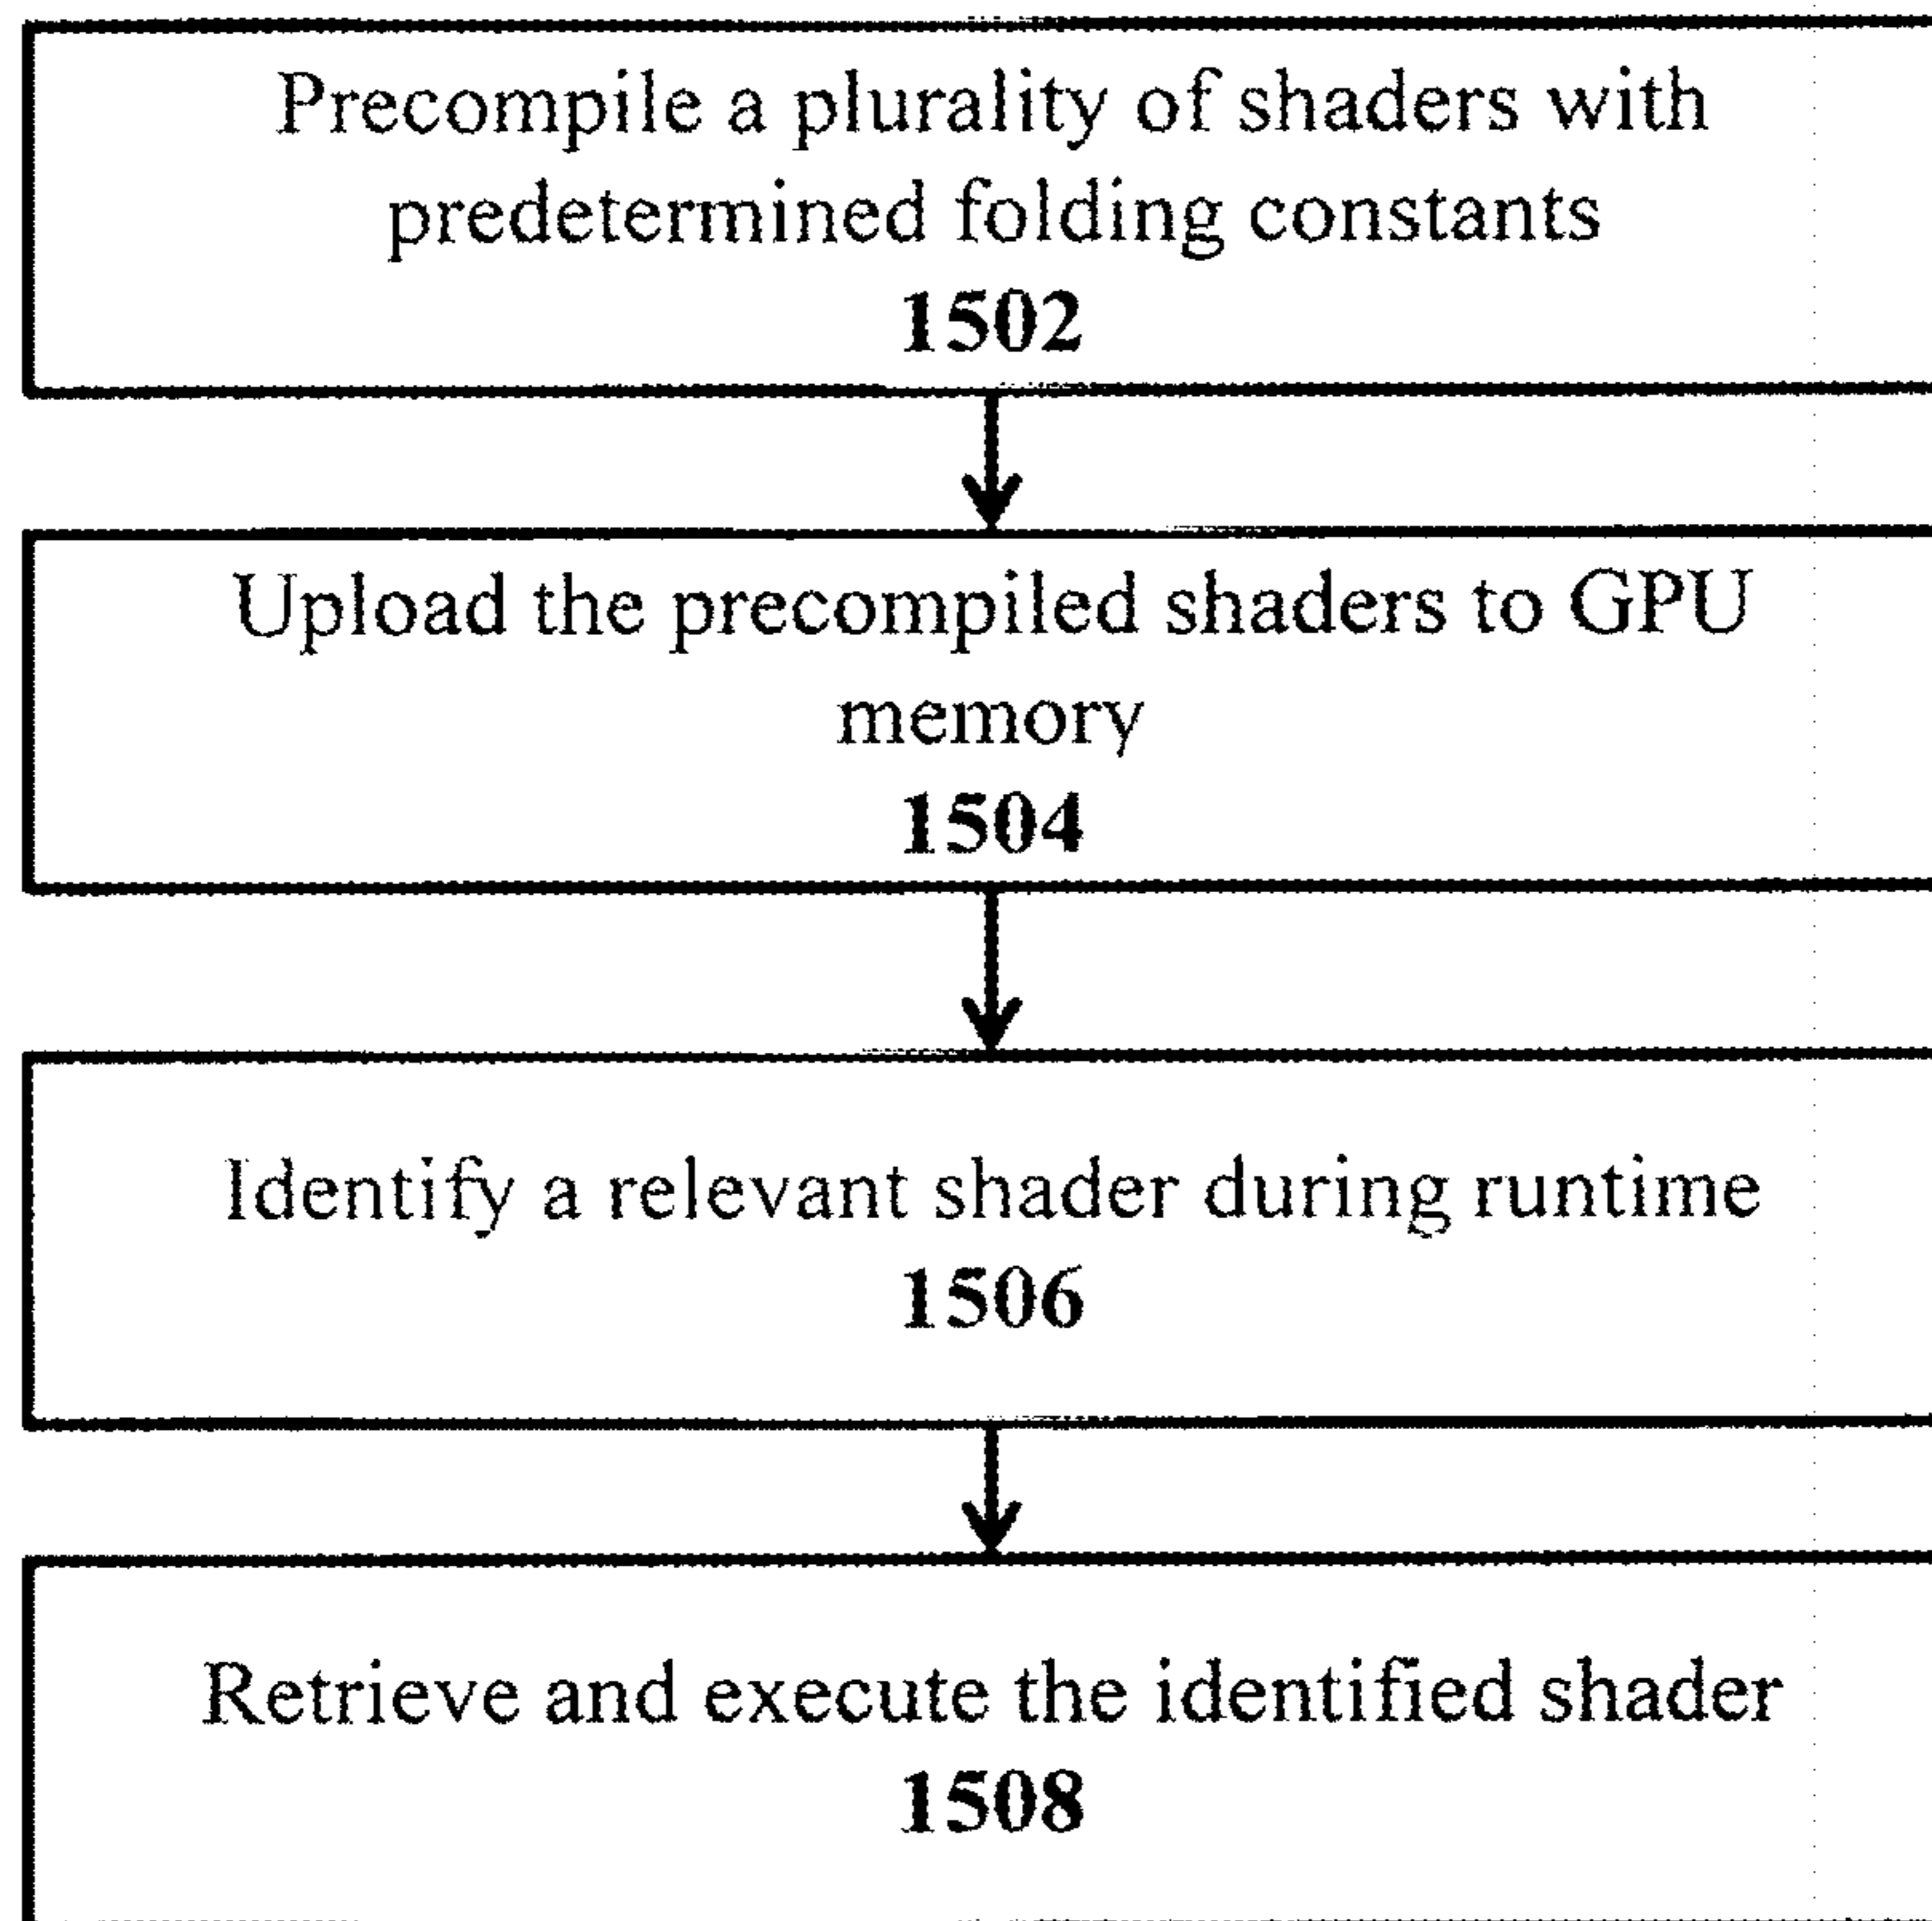 Precompile a plurality of shaders with
predetermined folding constants
1502
Upload the precompiled shaders to GPU
memory
1504
Identify a relevant shader during runtime
1506
Retrieve and execute the identified shader
1508